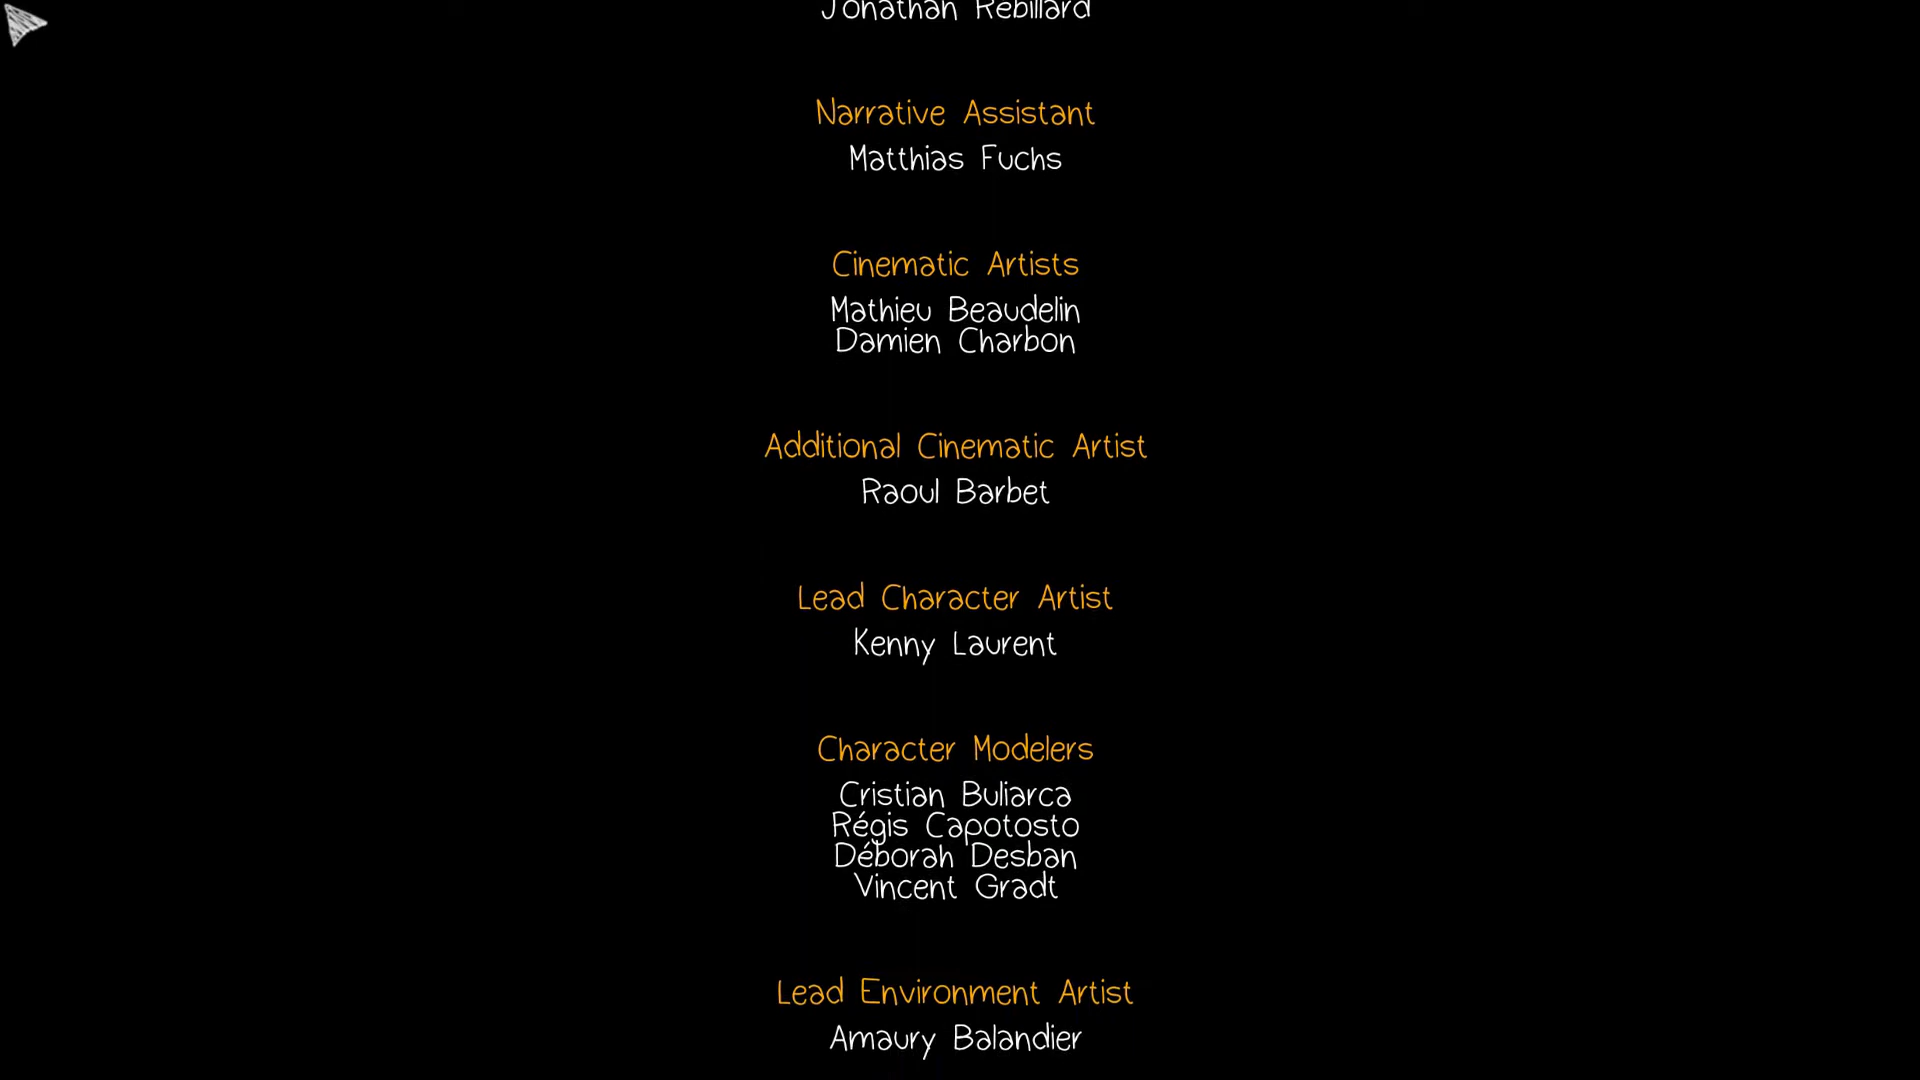 Jonathan Rebillard
Narrative Assistant
Matthias Fuchs
Cinematic Artists
Mathieu Beaudelin
Damien Charbon
Additional Cinematic Artist
Raoul Barbet
Lead Character Artist
Kenny Laurent
Character Modelers
Cristian Buliarca
Régis Capotosto
Déborah Desban
Vincent Gradt
Lead Environment Artist
Amaury Balandier